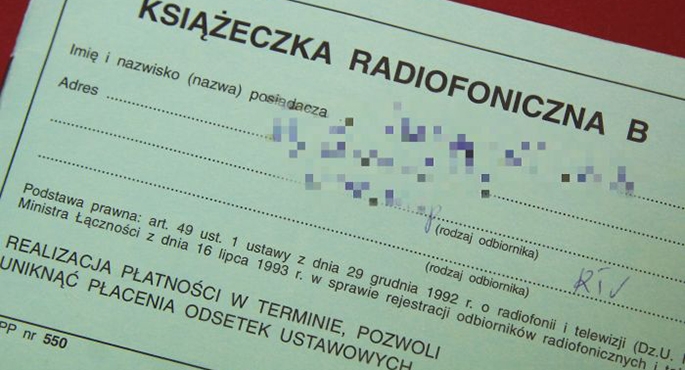 KSIĄŻECZKA RADIOFONICZNA B
Imię i nazwisko (nazwa) posiadacza
Adres
(rodzaj odbiornika)
(rodzaj odbiornika)
RTV
Podstawa prawna: art. 49 ust. 1 ustawy z dnia 29 grudnia 1992 r. o radiofonii i telewizji (Dz.U.
Ministra Łączności z dnia 16 lipca 1993 r. w sprawie rejestracji odbiorników radiofonicznych i
REALIZACJA PŁATNOŚCI W TERMINIE, POZWOLI
UNIKNĄĆ PŁACENIA ODSETEK USTAWOWYCH
PP nr 550